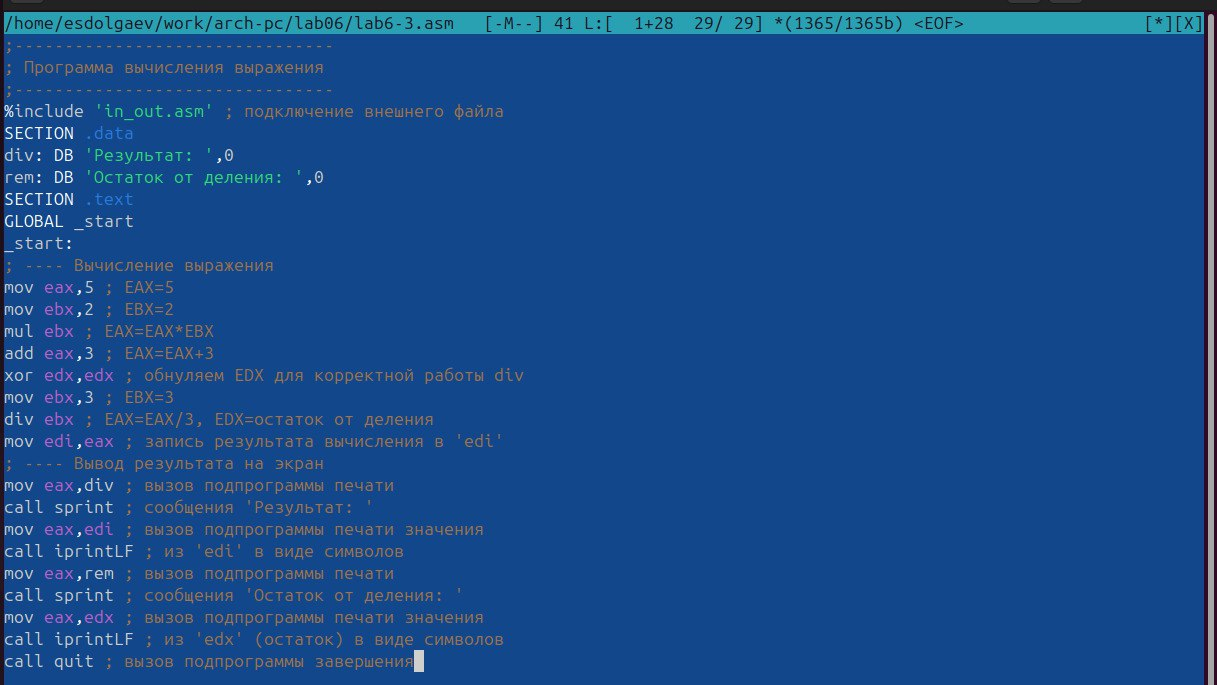 /home/esdolgaev/work/arch-pc/lab06/lab6-3.asm   [-M--] 41 L:[  1+28  29/ 29] *(1365/1365b) <EOF>   [*][X]
;--------------------------------
; Программа вычисления выражения
;--------------------------------
%include 'in_out.asm' ; подключение внешнего файла
SECTION .data
div: DB 'Результат: ',0
rem: DB 'Остаток от деления: ',0
SECTION .text
GLOBAL _start
_start:
; ---- Вычисление выражения
mov eax,5 ; EAX=5
mov ebx,2 ; EBX=2
mul ebx ; EAX=EAX*EBX
add eax,3 ; EAX=EAX+3
xor edx,edx ; обнуляем EDX для корректной работы div
mov ebx,3 ; EBX=3
div ebx ; EAX=EAX/3, EDX=остаток от деления
mov edi,eax ; запись результата вычисления в 'edi'
; ---- Вывод результата на экран
mov eax,div ; вызов подпрограммы печати
call sprint ; сообщения 'Результат: '
mov eax,edi ; вызов подпрограммы печати значения
call iprintLF ; из 'edi' в виде символов
mov eax,rem ; вызов подпрограммы печати
call sprint ; сообщения 'Остаток от деления: '
mov eax,edx ; вызов подпрограммы печати значения
call iprintLF ; из 'edx' (остаток) в виде символов
call quit ; вызов подпрограммы завершения